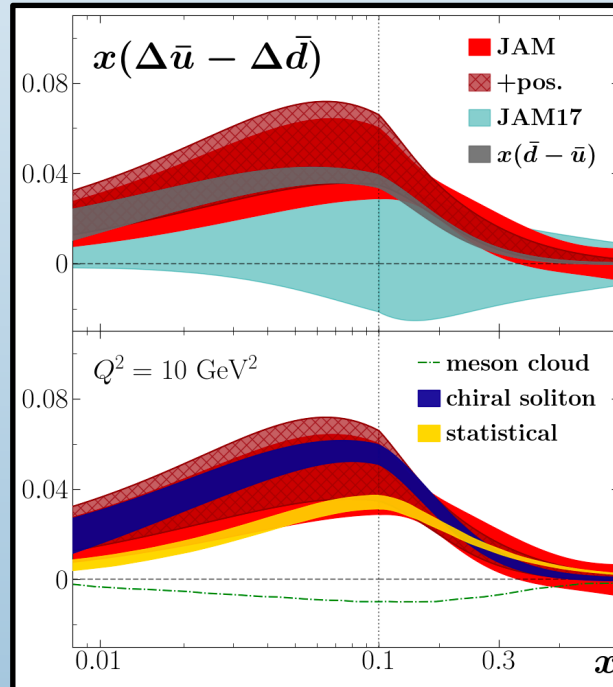 x(Δū − Δd̄)
JAM
+pos.
JAM17
x(d̄ − ū)
0.08
0.04
0
Q² = 10 GeV²
meson cloud
chiral soliton
statistical
0.08
0.04
0
0.01
0.1
0.3
x